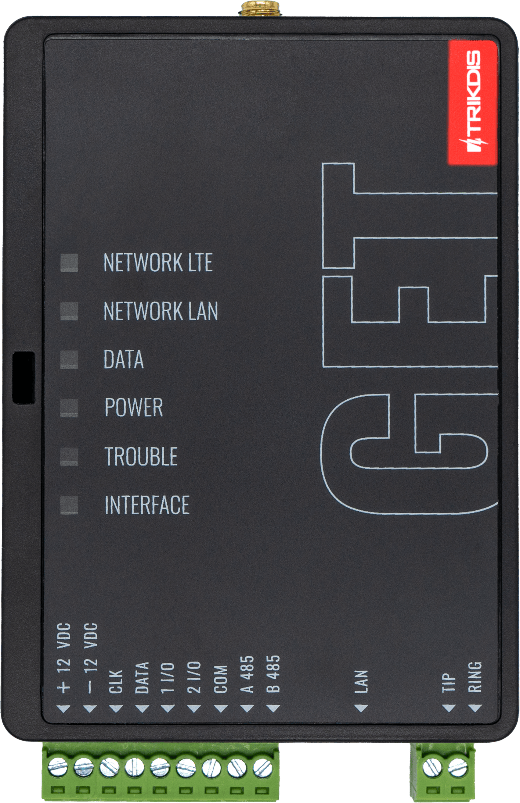 TRIKDIS
GET
NETWORK LTE
NETWORK LAN
DATA
POWER
TROUBLE
INTERFACE
+ 12 VDC
– 12 VDC
CLK
DATA
1 I/O
2 I/O
COM
A 485
B 485
LAN
TIP
RING